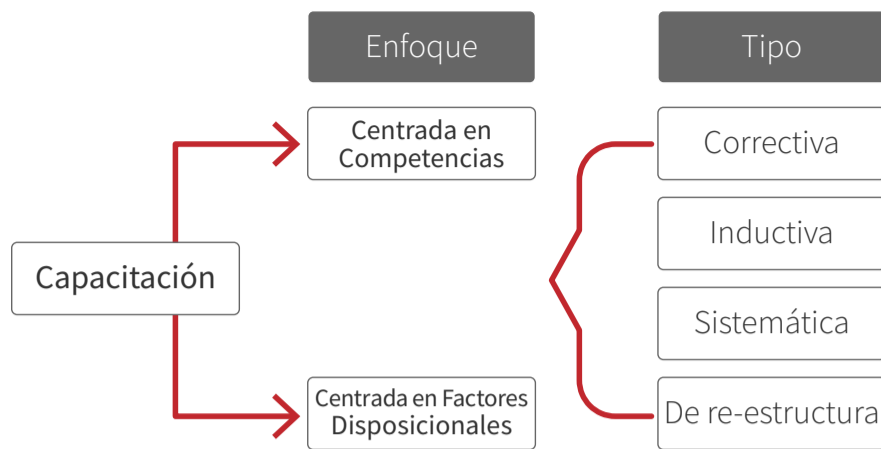 Enfoque
Tipo
Centrada en
Competencias
Correctiva
Inductiva
Capacitación
Sistemática
Centrada en Factores
Disposicionales
De re-estructura